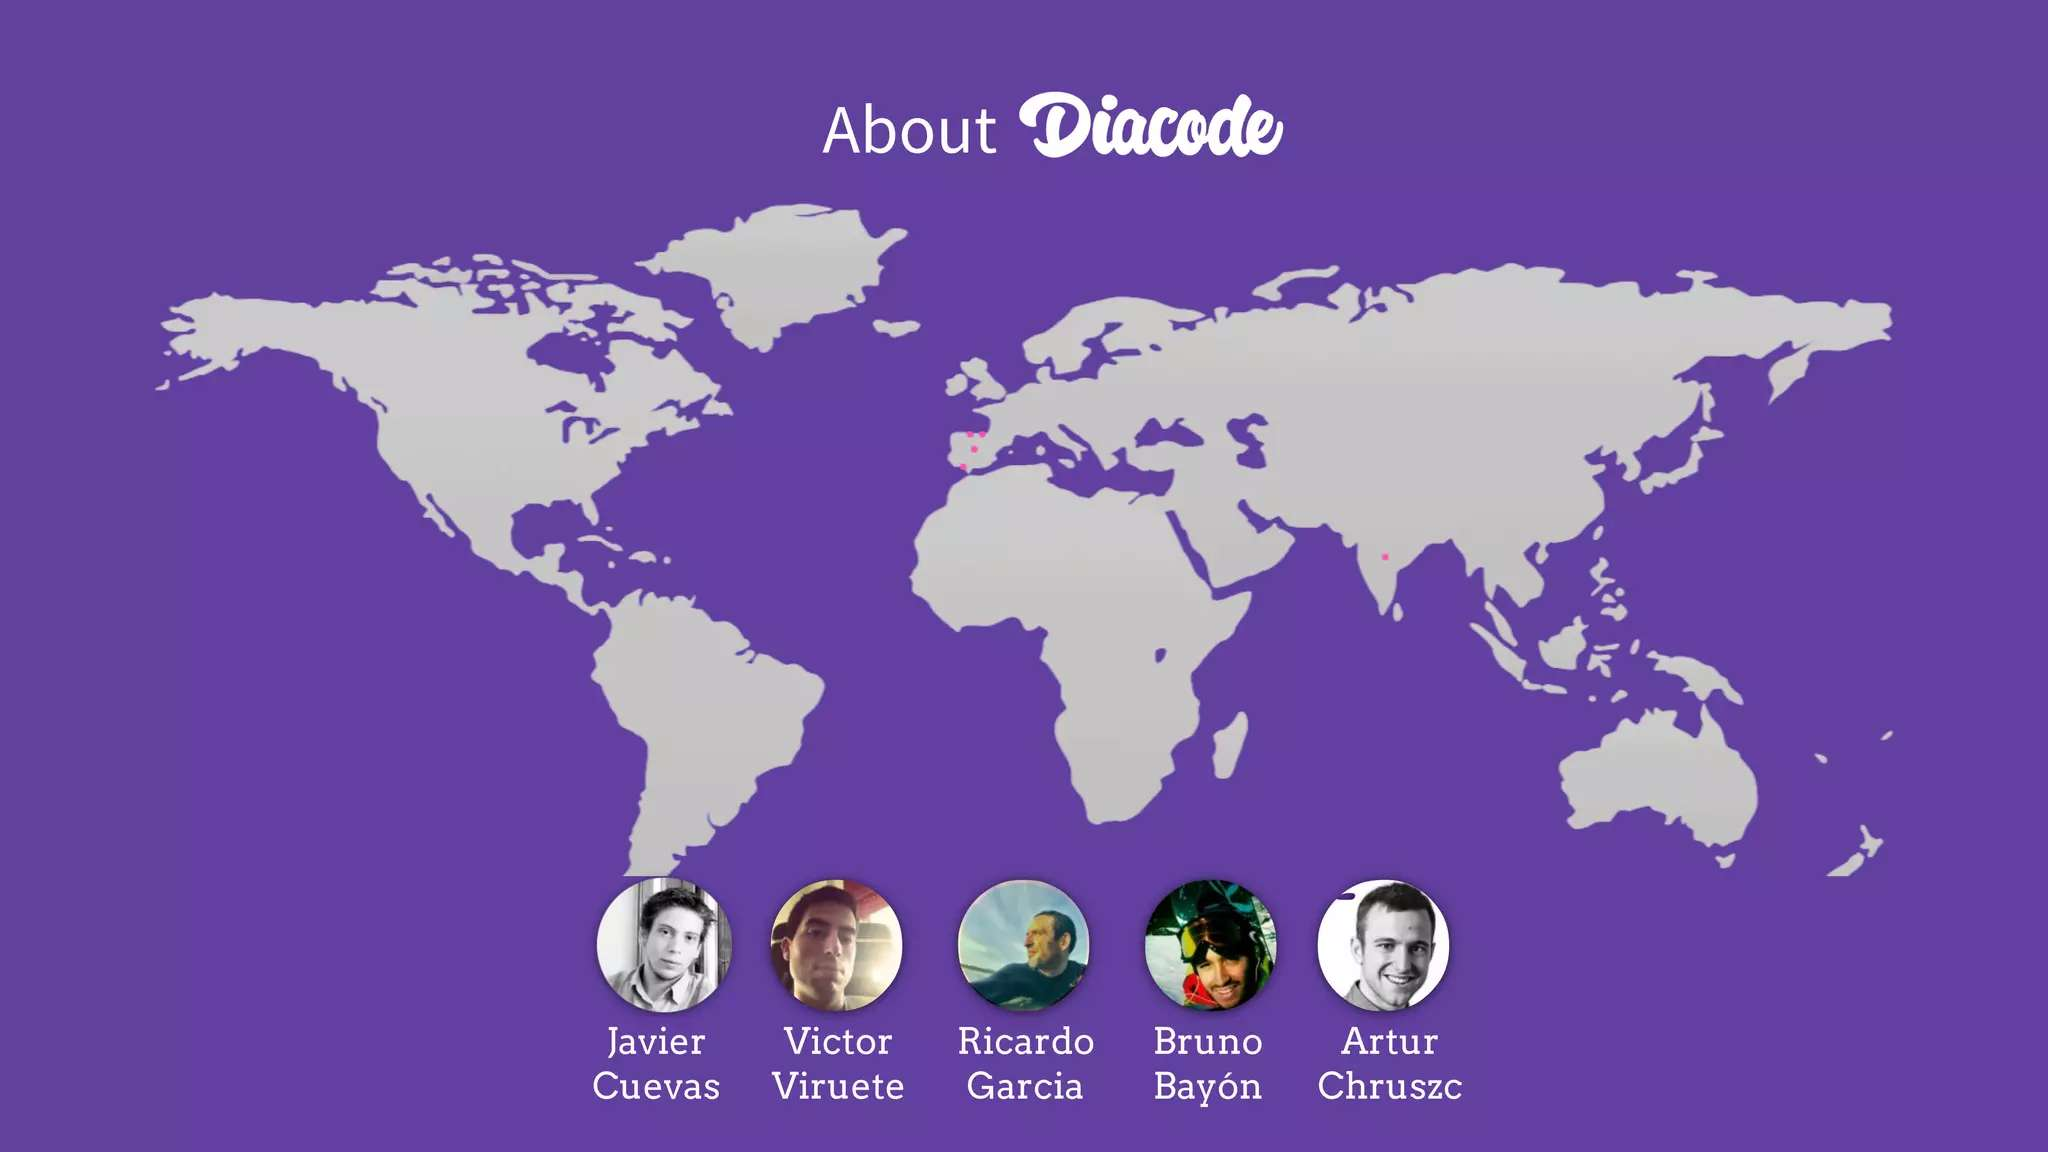 About Diacode
Javier Cuevas
Victor Viruete
Ricardo Garcia
Bruno Bayón
Artur Chruszc